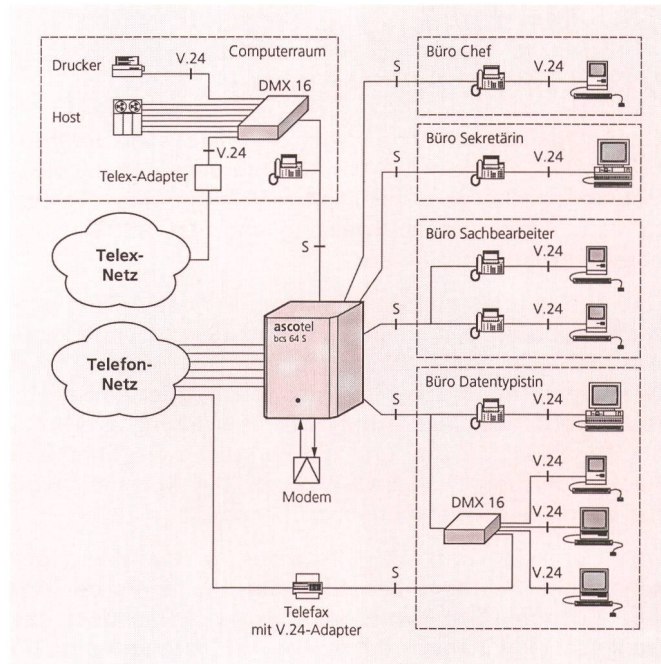 Computerraum
Drucker
V.24
DMX 16
Host
V.24
Telex-Adapter
S
Telex-
Netz
Telefon-
Netz
ascotel
bcs 64 S
Modem
Telefax
mit V.24-Adapter
S
Büro Chef
S
V.24
Büro Sekretärin
S
V.24
Büro Sachbearbeiter
V.24
S
V.24
Büro Datentypistin
S
V.24
V.24
DMX 16
V.24
V.24